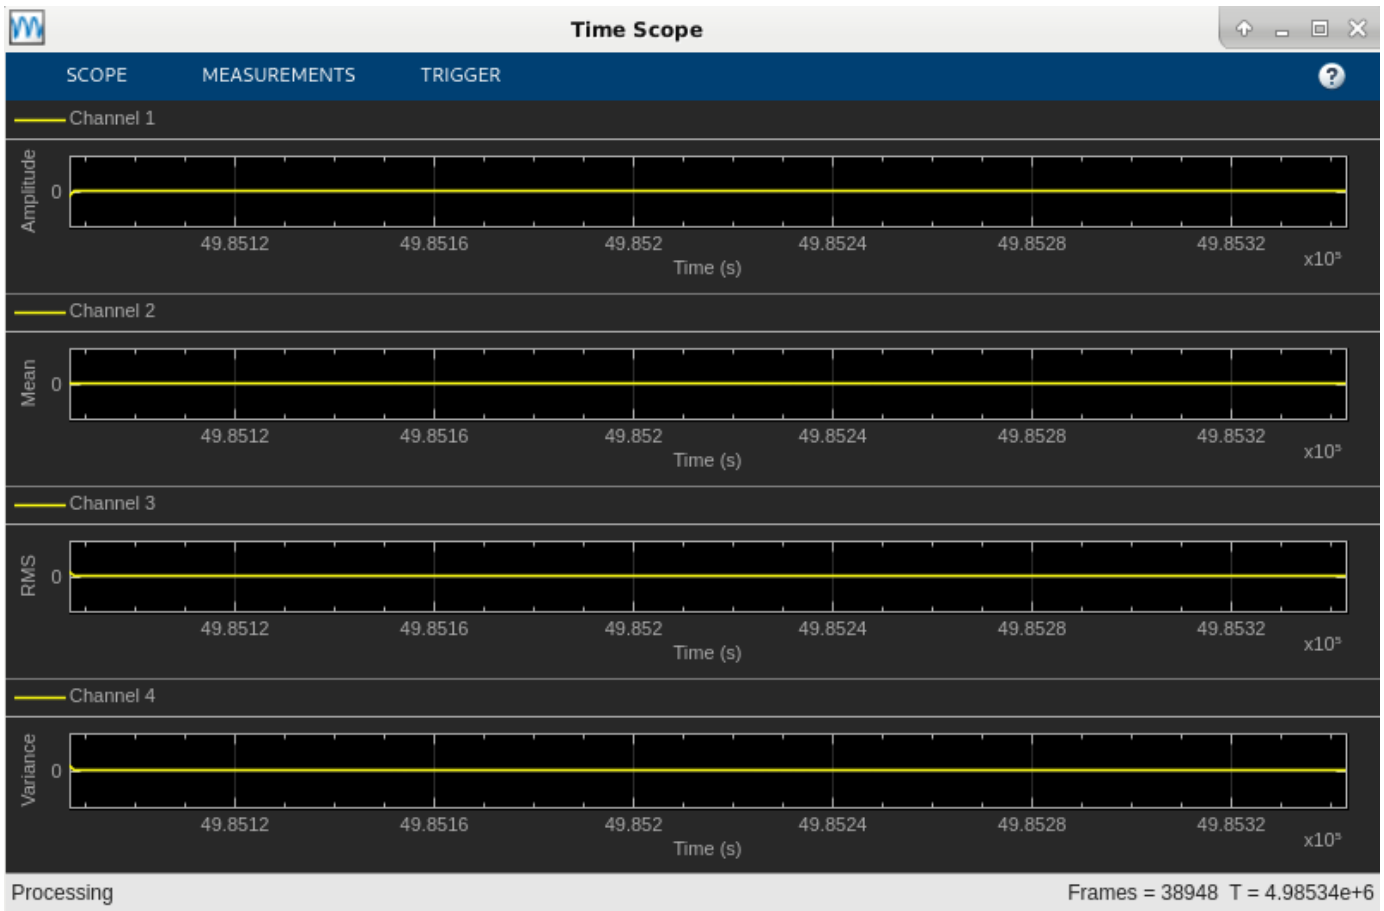 Time Scope
SCOPE MEASUREMENTS TRIGGER ?
Channel 1
Amplitude
0
49.8512 49.8516 49.852 49.8524 49.8528 49.8532
x10⁵
Time (s)
Channel 2
Mean
0
49.8512 49.8516 49.852 49.8524 49.8528 49.8532
x10⁵
Time (s)
Channel 3
RMS
0
49.8512 49.8516 49.852 49.8524 49.8528 49.8532
x10⁵
Time (s)
Channel 4
Variance
0
49.8512 49.8516 49.852 49.8524 49.8528 49.8532
x10⁵
Time (s)
Processing Frames = 38948 T = 4.98534e+6